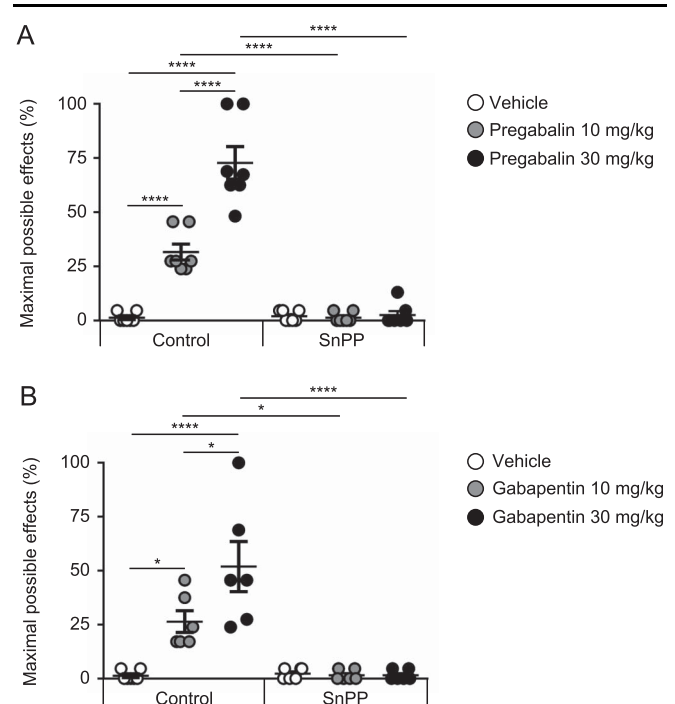 A
****
****
****
****
****
Maximal possible effects (%)
100
75
50
25
0
Control
SnPP
Vehicle
Pregabalin 10 mg/kg
Pregabalin 30 mg/kg
B
****
*
****
*
*
Maximal possible effects (%)
100
75
50
25
0
Control
SnPP
Vehicle
Gabapentin 10 mg/kg
Gabapentin 30 mg/kg